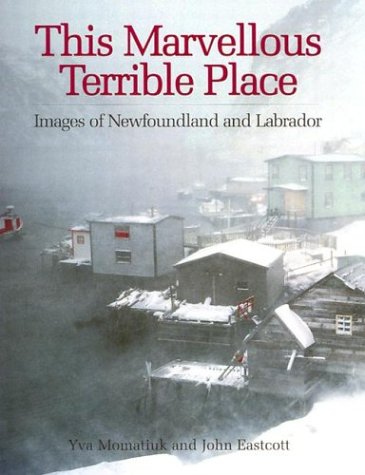 This Marvellous
Terrible Place
Images of Newfoundland and Labrador
Yva Momatiuk and John Eastcott